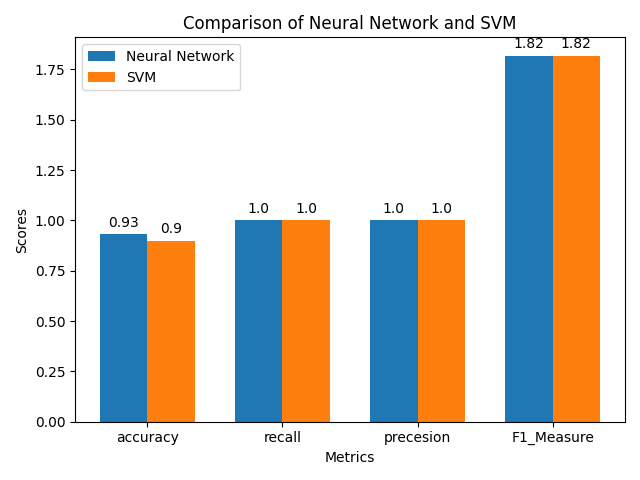 Comparison of Neural Network and SVM
Neural Network
SVM
Scores
1.75
1.50
1.25
1.00
0.75
0.50
0.25
0.00
0.93
0.9
1.0
1.0
1.0
1.0
1.82
1.82
accuracy
recall
precesion
F1_Measure
Metrics